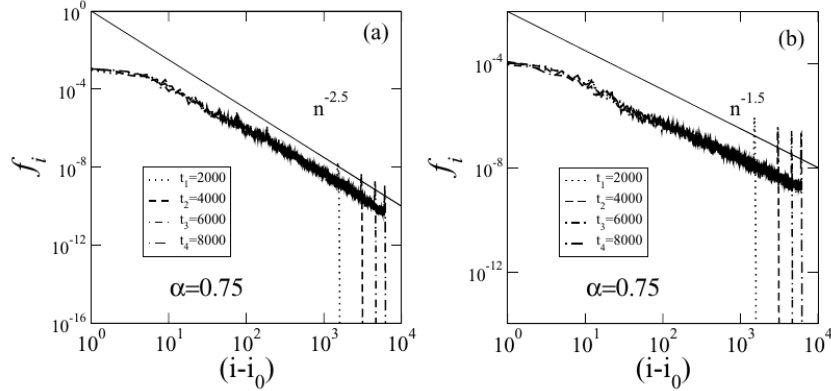 10^0
10^-4
10^-8
10^-12
10^-16
f_i
(a)
n^-2.5
t_1=2000
t_2=4000
t_3=6000
t_4=8000
α=0.75
10^0 10^1 10^2 10^3 10^4
(i-i_0)
10^-4
10^-8
10^-12
f_i
(b)
n^-1.5
t_1=2000
t_2=4000
t_3=6000
t_4=8000
α=0.75
10^0 10^1 10^2 10^3 10^4
(i-i_0)